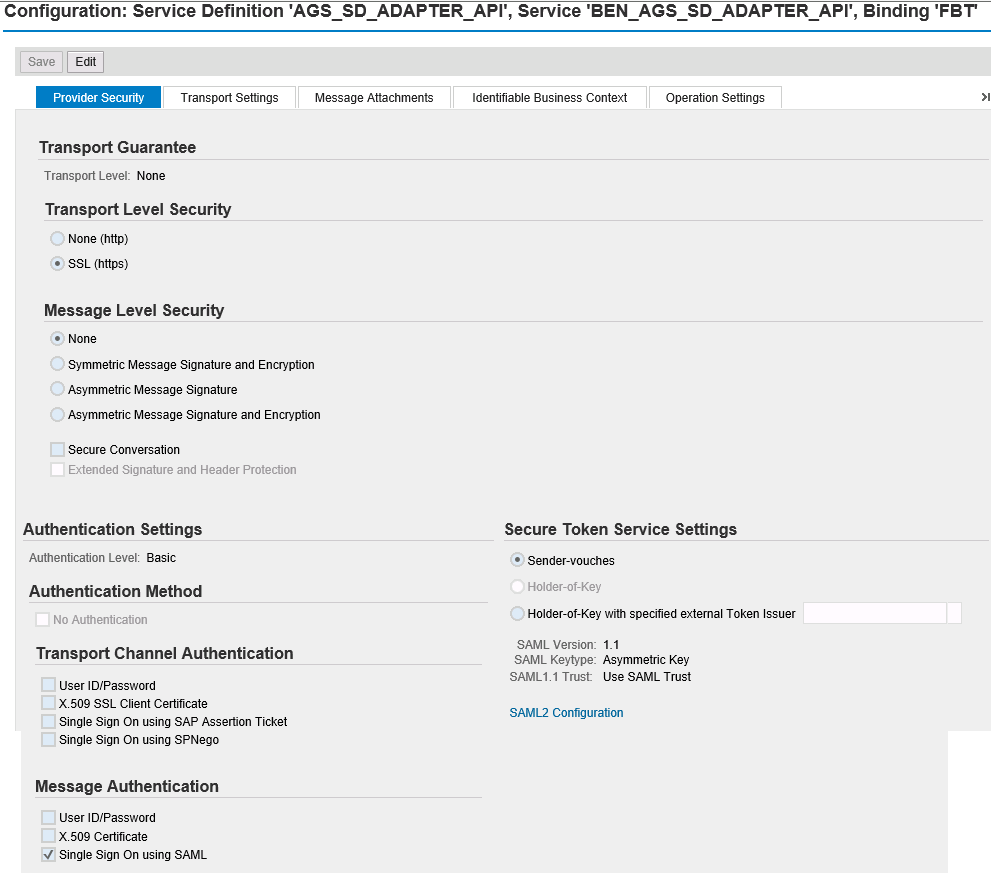 Configuration: Service Definition 'AGS_SD_ADAPTER_API', Service 'BEN_AGS_SD_ADAPTER_API', Binding 'FBT'
Save Edit
Provider Security Transport Settings Message Attachments Identifiable Business Context Operation Settings
Transport Guarantee
Transport Level: None
Transport Level Security
None (http)
SSL (https)
Message Level Security
None
Symmetric Message Signature and Encryption
Asymmetric Message Signature
Asymmetric Message Signature and Encryption
Secure Conversation
Extended Signature and Header Protection
Authentication Settings
Authentication Level: Basic
Authentication Method
No Authentication
Transport Channel Authentication
User ID/Password
X.509 SSL Client Certificate
Single Sign On using SAP Assertion Ticket
Single Sign On using SPNego
Message Authentication
User ID/Password
X.509 Certificate
Single Sign On using SAML
Secure Token Service Settings
Sender-vouches
Holder-of-Key
Holder-of-Key with specified external Token Issuer
SAML Version: 1.1
SAML Keytype: Asymmetric Key
SAML1.1 Trust: Use SAML Trust
SAML2 Configuration